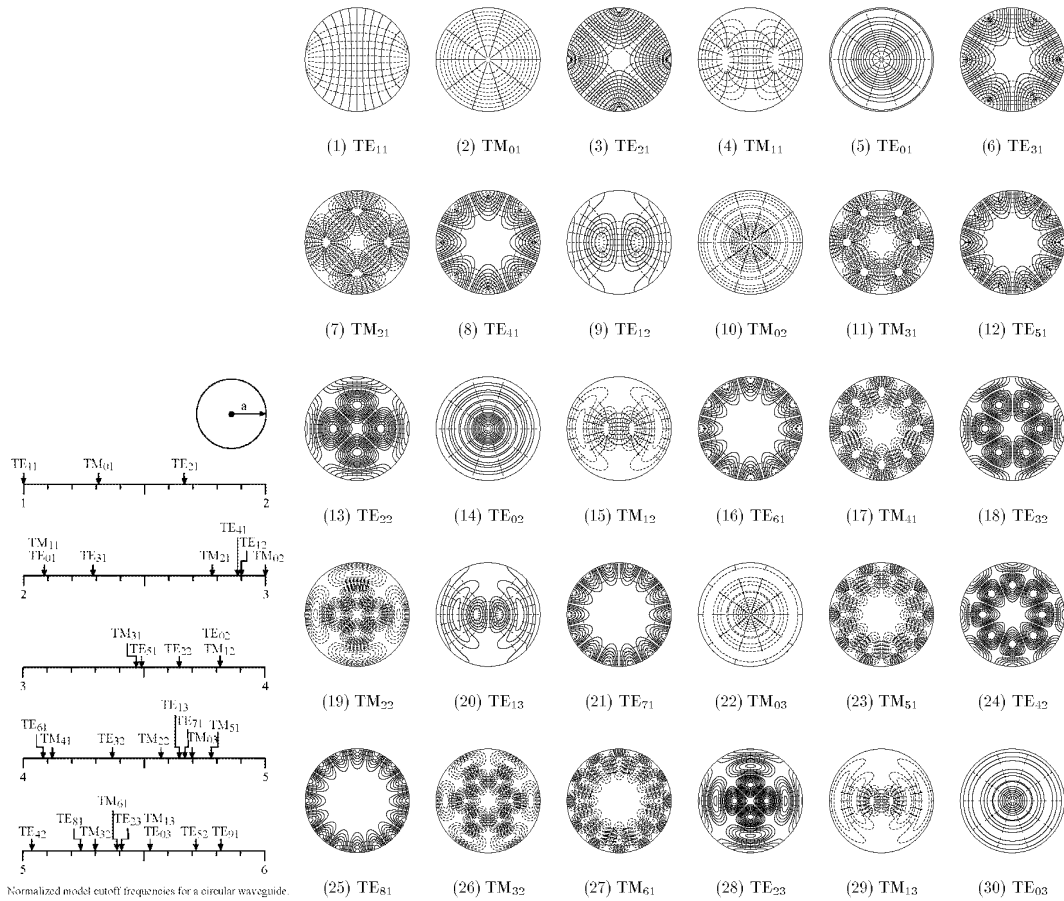 (1) TE₁₁ (2) TM₀₁ (3) TE₂₁ (4) TM₁₁ (5) TE₀₁ (6) TE₃₁
(7) TM₂₁ (8) TE₄₁ (9) TE₁₂ (10) TM₀₂ (11) TM₃₁ (12) TE₅₁
a
TE₁₁ TM₀₁ TE₂₁
1 2
(13) TE₂₂ (14) TE₀₂ (15) TM₁₂ (16) TE₆₁ (17) TM₄₁ (18) TE₃₂
TE₄₁
TM₁₁ TE₁₂
TE₀₁ TE₃₁ TM₂₁ TM₀₂
2 3
TM₃₁ TE₀₂
TE₅₁ TE₂₂ TM₁₂
3 4
(19) TM₂₂ (20) TE₁₃ (21) TE₇₁ (22) TM₀₃ (23) TM₅₁ (24) TE₄₂
TE₁₃
TE₆₁ TE₇₁ TM₅₁
TM₄₁ TE₃₂ TM₂₂ TM₀₃
4 5
TM₆₁
TE₈₁ TE₂₃ TM₁₃
TE₄₂ TM₃₂ TE₀₃ TE₅₂ TE₉₁
5 6
Normalized model cutoff frequencies for a circular waveguide.
(25) TE₈₁ (26) TM₃₂ (27) TM₆₁ (28) TE₂₃ (29) TM₁₃ (30) TE₀₃